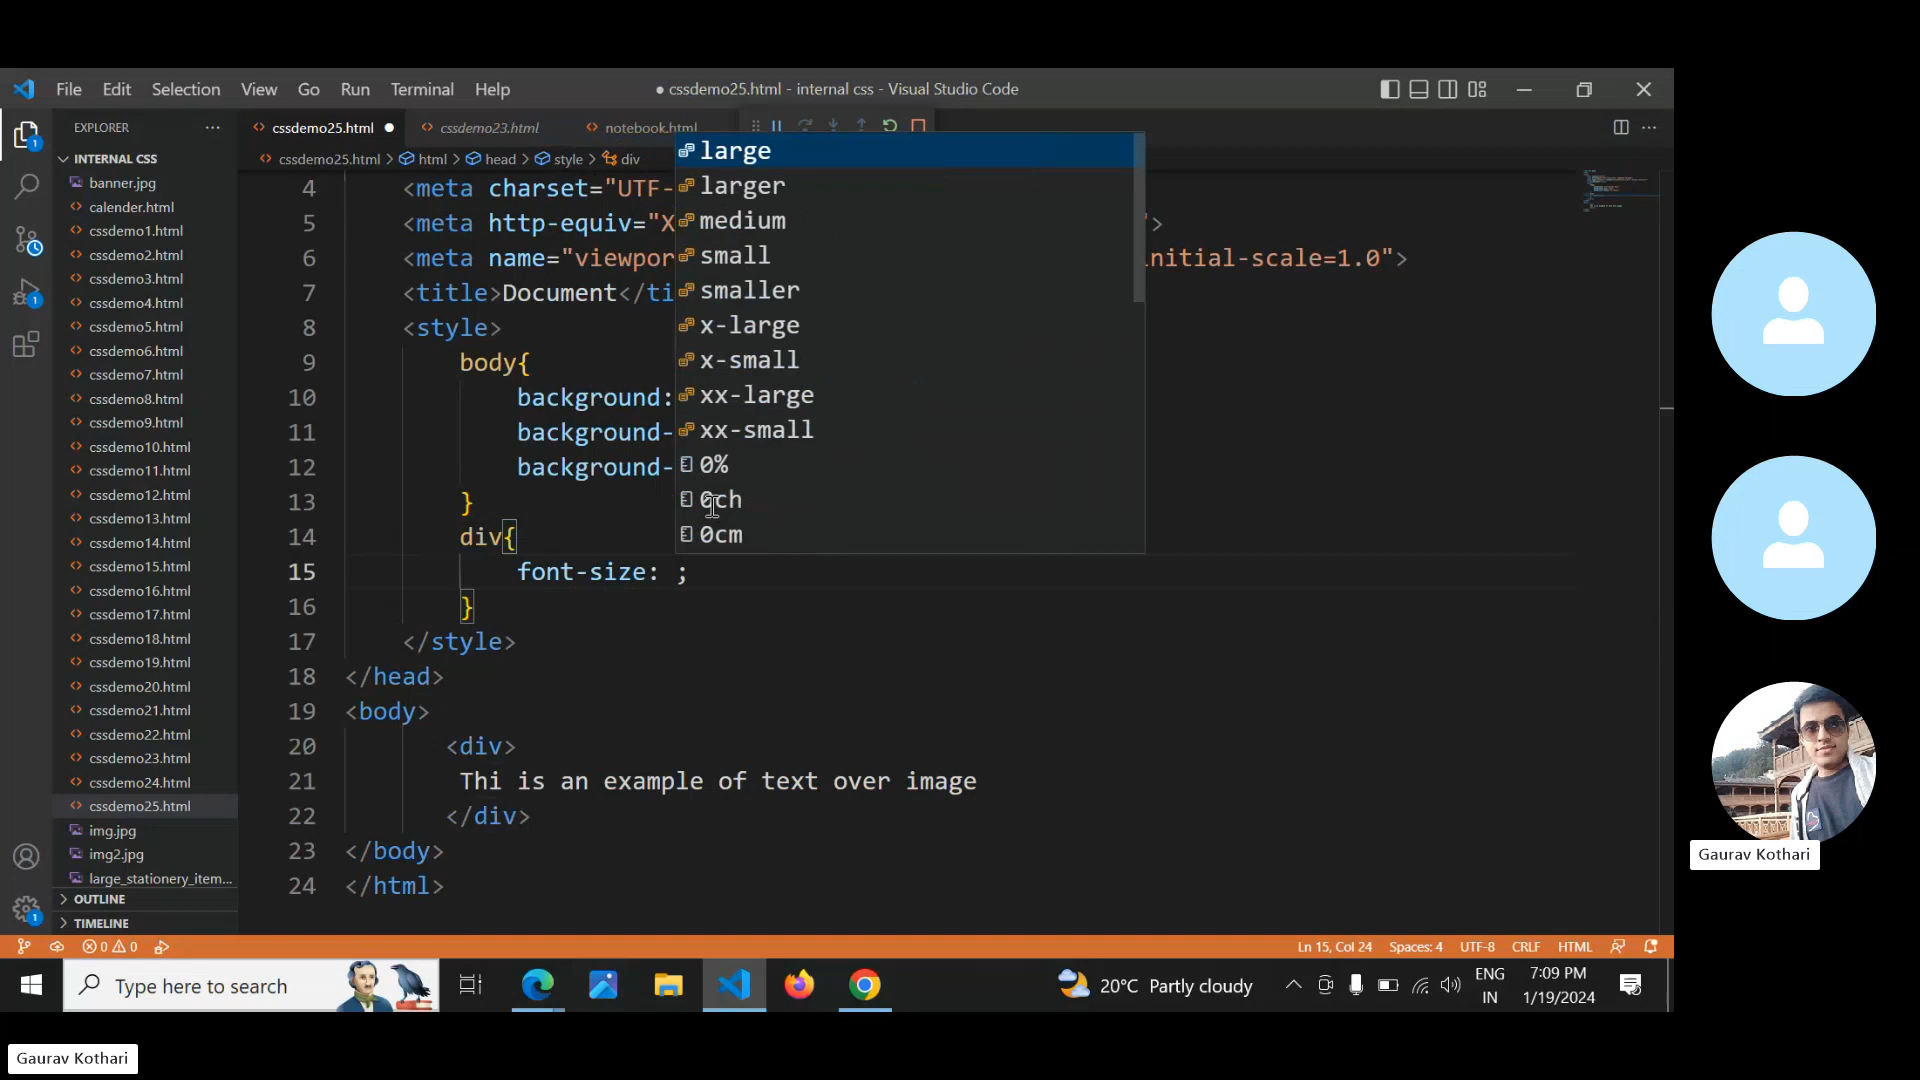 File Edit Selection View Go Run Terminal Help
● cssdemo25.html - internal css - Visual Studio Code
EXPLORER
cssdemo25.html
cssdemo23.html
notebook.html
INTERNAL CSS
cssdemo25.html > html > head > style > div
banner.jpg
calender.html
cssdemo1.html
cssdemo2.html
cssdemo3.html
cssdemo4.html
cssdemo5.html
cssdemo6.html
cssdemo7.html
cssdemo8.html
cssdemo9.html
cssdemo10.html
cssdemo11.html
cssdemo12.html
cssdemo13.html
cssdemo14.html
cssdemo15.html
cssdemo16.html
cssdemo17.html
cssdemo18.html
cssdemo19.html
cssdemo20.html
cssdemo21.html
cssdemo22.html
cssdemo23.html
cssdemo24.html
cssdemo25.html
img.jpg
img2.jpg
large_stationery_item...
OUTLINE
TIMELINE
4 <meta charset="UTF-
5 <meta http-equiv="X ">
6 <meta name="viewpor nitial-scale=1.0">
7 <title>Document</ti
8 <style>
9 body{
10 background:
11 background-
12 background-
13 }
14 div{
15 font-size: ;
16 }
17 </style>
18 </head>
19 <body>
20 <div>
21 Thi is an example of text over image
22 </div>
23 </body>
24 </html>
large
larger
medium
small
smaller
x-large
x-small
xx-large
xx-small
0%
0ch
0cm
0 0
Ln 15, Col 24 Spaces: 4 UTF-8 CRLF HTML
Type here to search
20°C Partly cloudy
ENG
IN
7:09 PM
1/19/2024
Gaurav Kothari
Gaurav Kothari